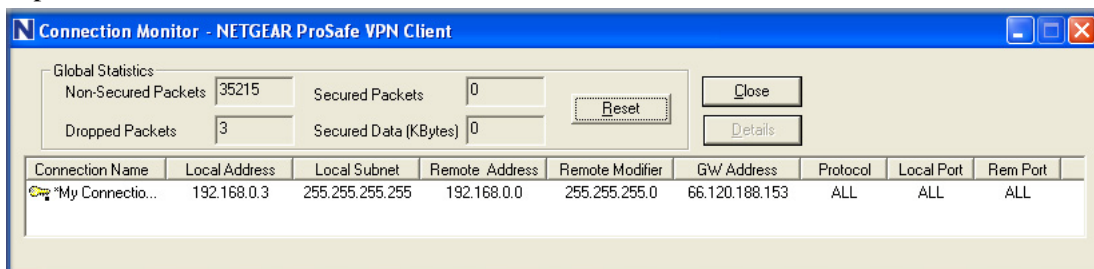 Connection Monitor - NETGEAR ProSafe VPN Client
Global Statistics
Non-Secured Packets 35215 Secured Packets 0 Reset Close
Dropped Packets 3 Secured Data (KBytes) 0 Details
Connection Name Local Address Local Subnet Remote Address Remote Modifier GW Address Protocol Local Port Rem Port
*My Connectio... 192.168.0.3 255.255.255.255 192.168.0.0 255.255.255.0 66.120.188.153 ALL ALL ALL